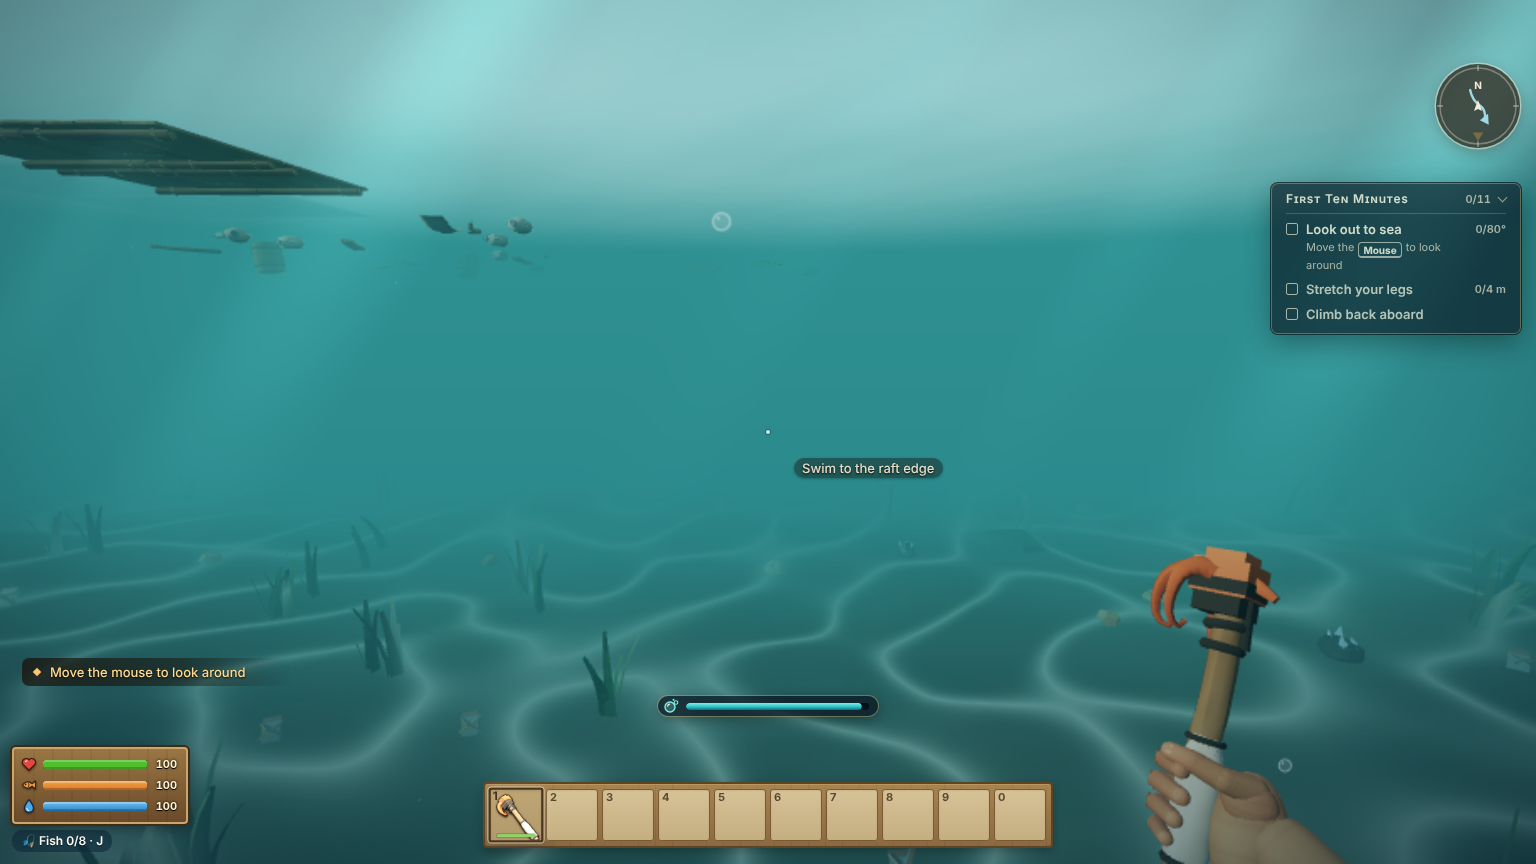 N
First Ten Minutes 0/11
Look out to sea 0/80°
Move the Mouse to look
around
Stretch your legs 0/4 m
Climb back aboard
Swim to the raft edge
Move the mouse to look around
100
100
100
Fish 0/8 · J
1 2 3 4 5 6 7 8 9 0